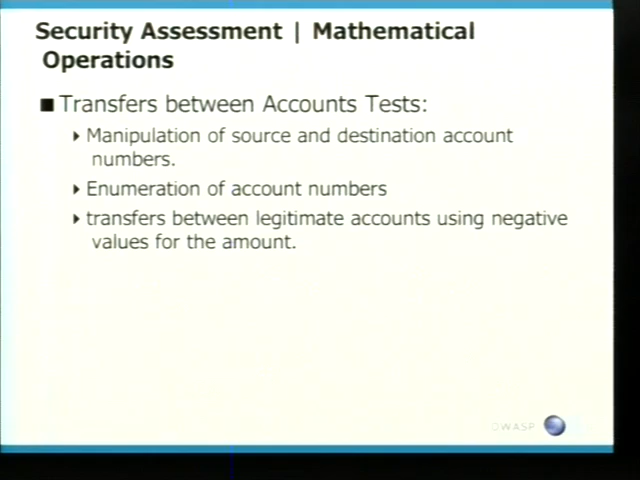 Security Assessment | Mathematical
Operations
■ Transfers between Accounts Tests:
Manipulation of source and destination account
numbers.
Enumeration of account numbers
transfers between legitimate accounts using negative
values for the amount.
OWASP